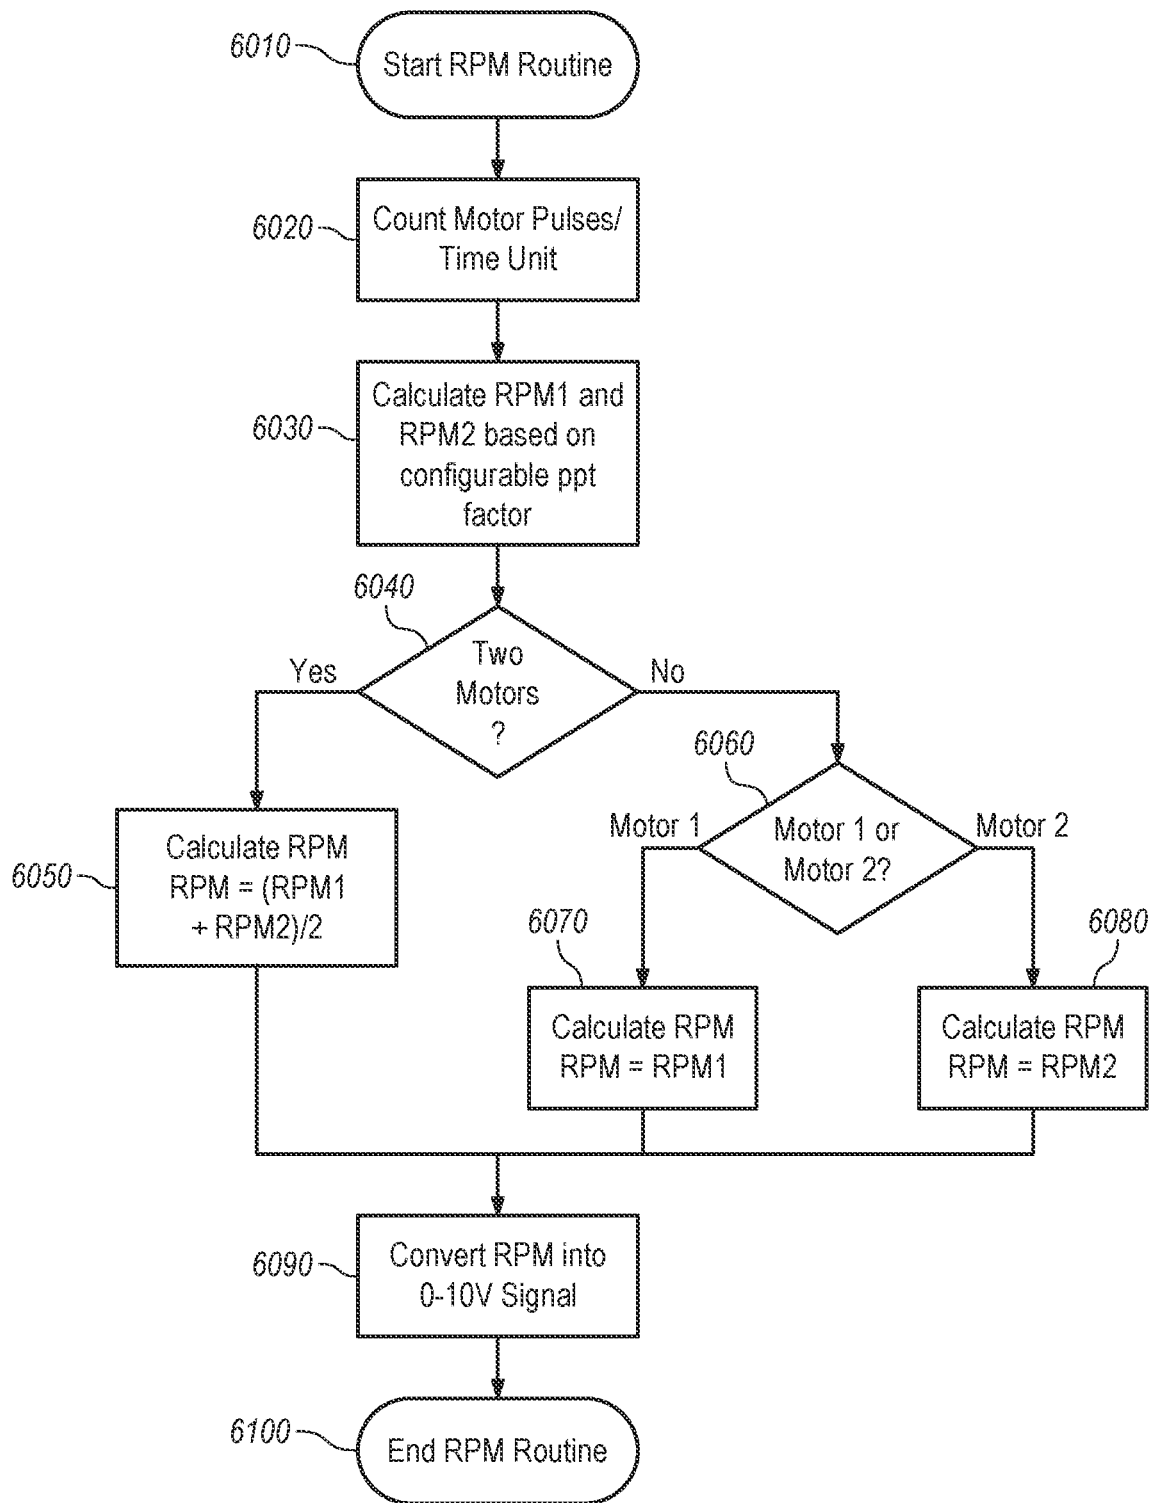 6010
Start RPM Routine
6020
Count Motor Pulses/
Time Unit
6030
Calculate RPM1 and
RPM2 based on
configurable ppt
factor
6040
Yes
Two
Motors
?
No
6060
Motor 1
Motor 1 or
Motor 2?
Motor 2
6050
Calculate RPM
RPM = (RPM1
+ RPM2)/2
6070
Calculate RPM
RPM = RPM1
6080
Calculate RPM
RPM = RPM2
6090
Convert RPM into
0-10V Signal
6100
End RPM Routine